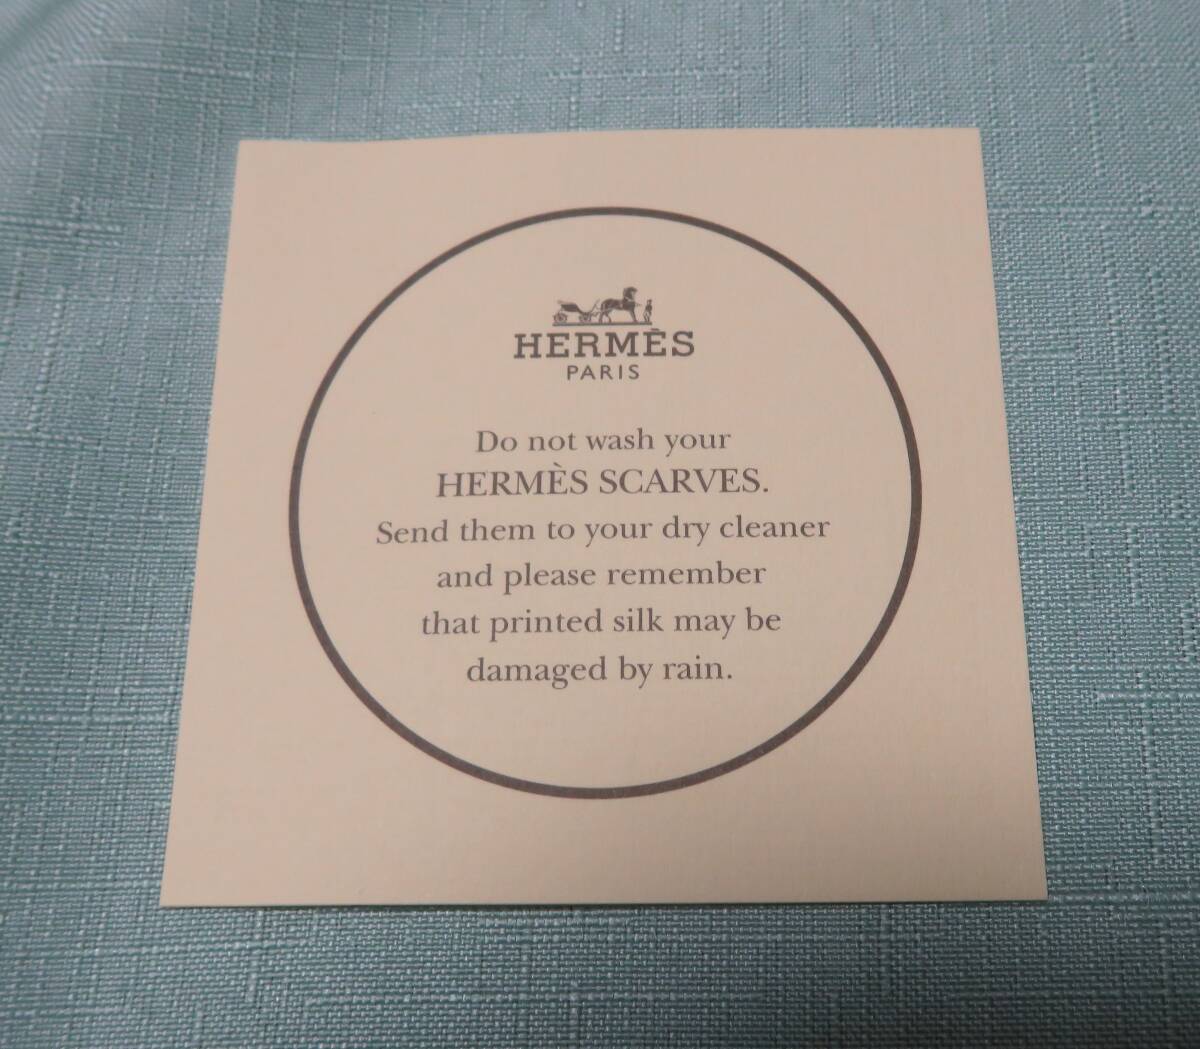 HERMÈS
PARIS
Do not wash your
HERMÈS SCARVES.
Send them to your dry cleaner
and please remember
that printed silk may be
damaged by rain.